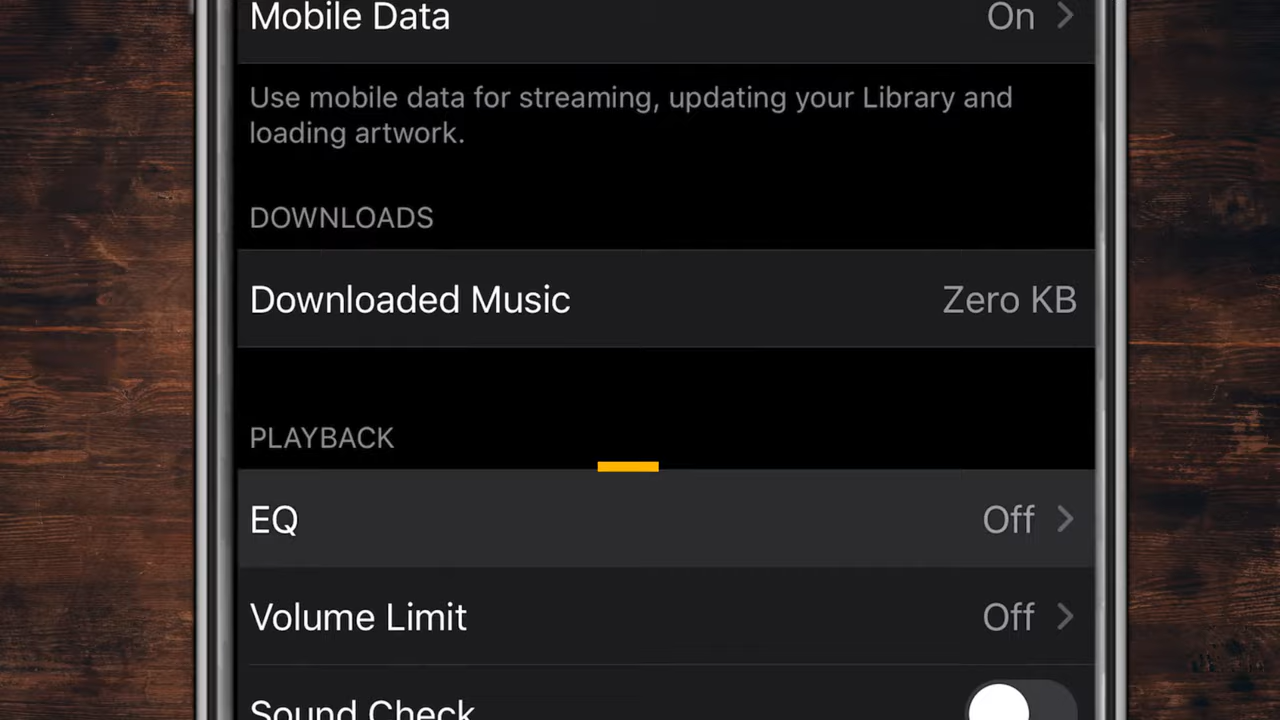 Mobile Data On
Use mobile data for streaming, updating your Library and
loading artwork.
DOWNLOADS
Downloaded Music Zero KB
PLAYBACK
EQ Off
Volume Limit Off
Sound Check